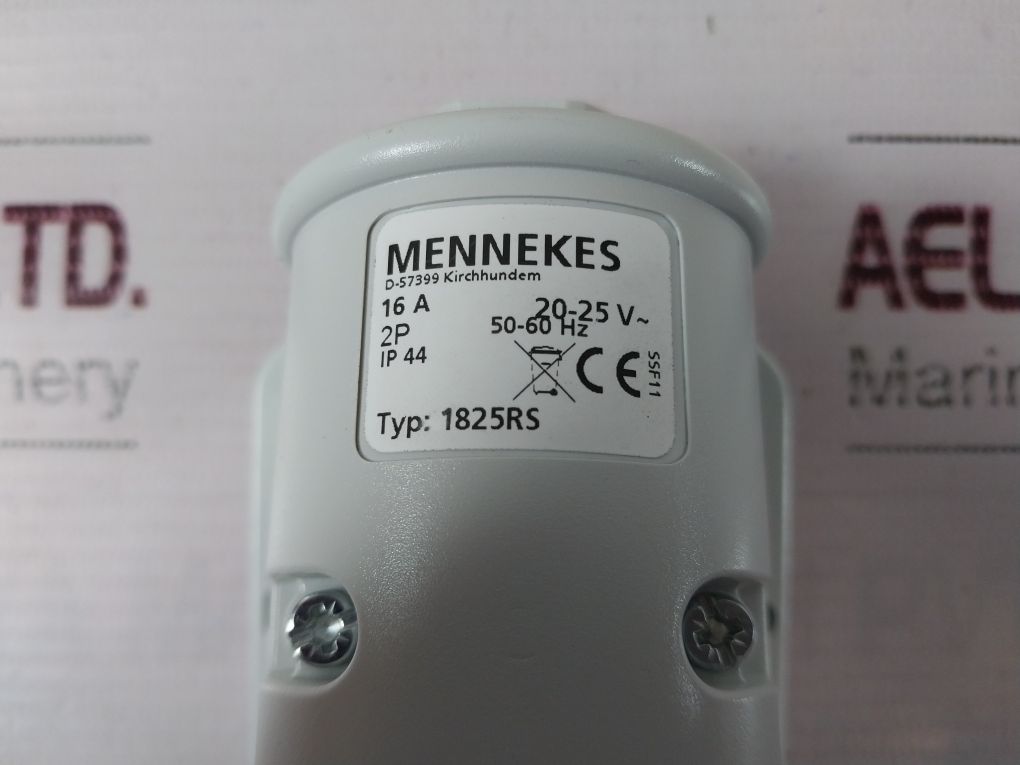 MENNEKES
D-57399 Kirchhundem
16 A
20-25 V~
2P
50-60 Hz
IP 44
CE
SSF11
Typ: 1825RS
LTD.
AEL
nery
Marin